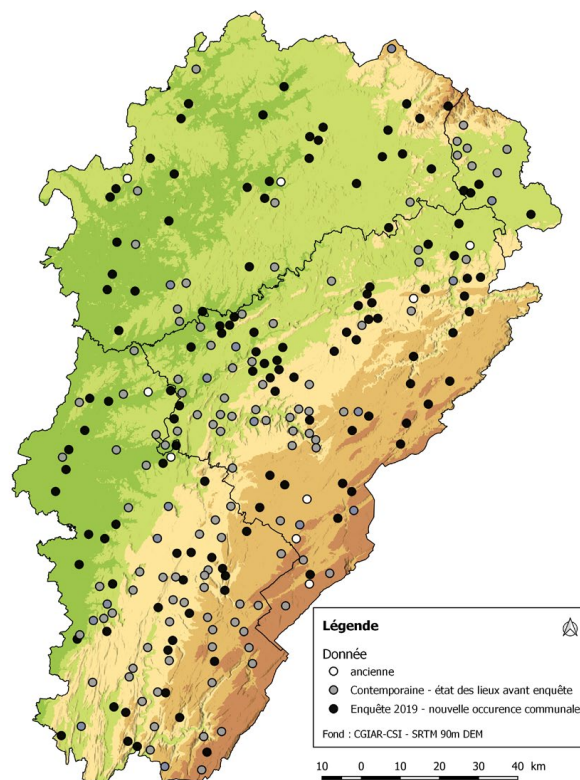 Légende
Donnée
ancienne
Contemporaine - état des lieux avant enquête
Enquête 2019 - nouvelle occurence communale
Fond : CGIAR-CSI - SRTM 90m DEM
10 0 10 20 30 40 km